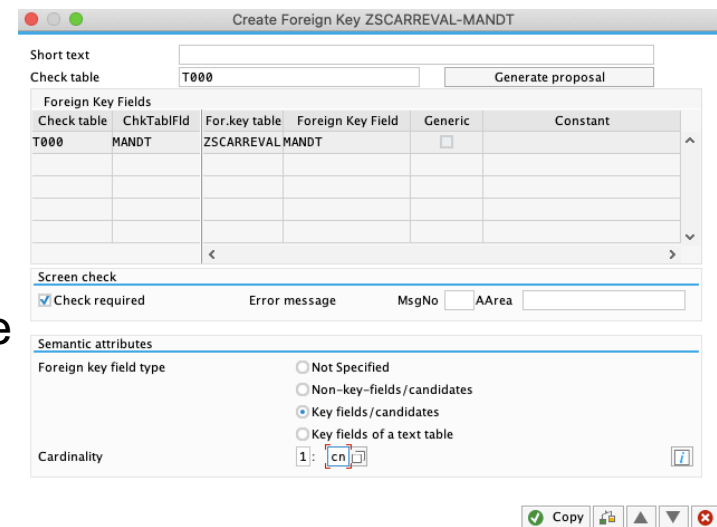 Create Foreign Key ZSCARREVAL-MANDT
Short text
Check table T000 Generate proposal
Foreign Key Fields
Check table ChkTablFld For.key table Foreign Key Field Generic Constant
T000 MANDT ZSCARREVAL MANDT
Screen check
Check required Error message MsgNo AArea
e
Semantic attributes
Foreign key field type Not Specified
Non-key-fields/candidates
Key fields/candidates
Key fields of a text table
Cardinality 1 : cn
Copy